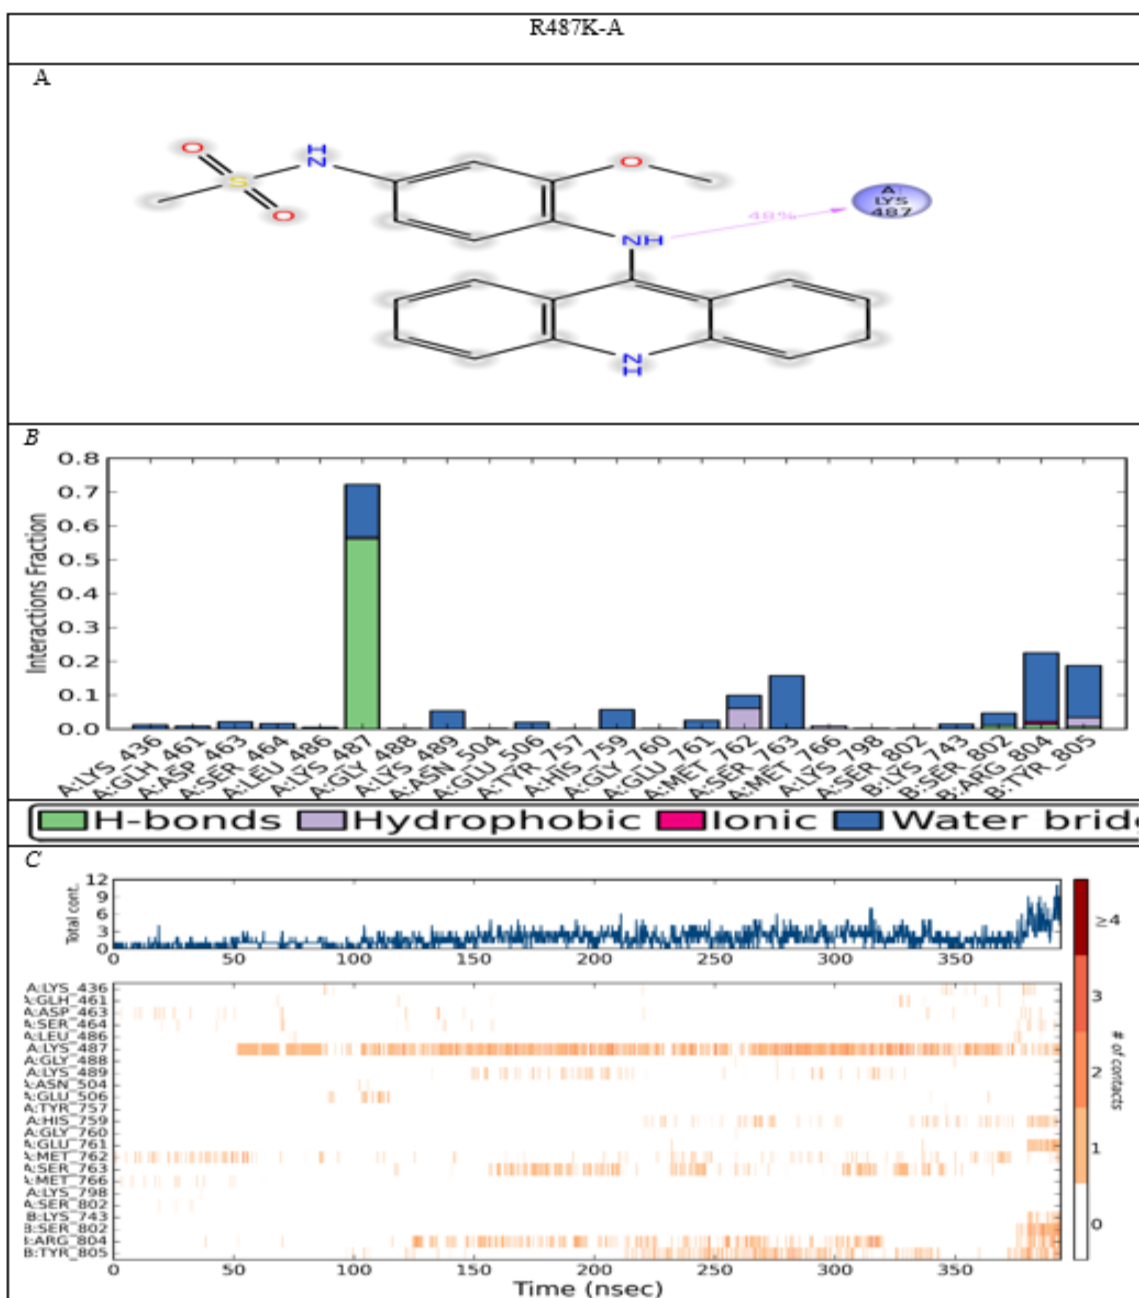 R487K-A
A
O
S
O
H
N
O
NH
N
H
48%
A:
LYS
487
B
Interactions Fraction
0.8
0.7
0.6
0.5
0.4
0.3
0.2
0.1
0.0
A:LYS_436
A:GLH_461
A:ASP_463
A:SER_464
A:LEU_486
A:LYS_487
A:GLY_488
A:LYS_489
A:ASN_504
A:GLU_506
A:TYR_757
A:HIS_759
A:GLY_760
A:GLU_761
A:MET_762
A:SER_763
A:MET_766
A:LYS_798
A:SER_802
B:LYS_743
B:SER_802
B:ARG_804
B:TYR_805
H-bonds Hydrophobic Ionic Water bridg
C
Total cont.
12
9
6
3
0
0 50 100 150 200 250 300 350
A:LYS_436
A:GLH_461
A:ASP_463
A:SER_464
A:LEU_486
A:LYS_487
A:GLY_488
A:LYS_489
A:ASN_504
A:GLU_506
A:TYR_757
A:HIS_759
A:GLY_760
A:GLU_761
A:MET_762
A:SER_763
A:MET_766
A:LYS_798
A:SER_802
B:LYS_743
B:SER_802
B:ARG_804
B:TYR_805
0 50 100 150 200 250 300 350
Time (nsec)
≥4
3
2
1
0
# of contacts